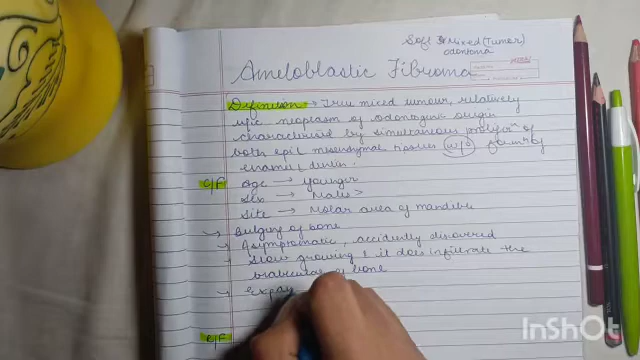 Soft & Mixed (Tumor)
odontoma
Ameloblastic Fibroma
Definition → True mixed tumour, relatively
u/c neoplasm of odontogenic origin
characterised by simultaneous prolifern of
both epi & mesenchymal tissues w/o formn of
enamel & dentin.
C/F Age → Younger
Sex → Males >
Site → Molar area of mandible
→ Bulging of bone
→ Asymptomatic, accidently discovered
→ Slow growing & it does infiltrate the
trabeculae of bone
→ Expan
R/F
InShOt